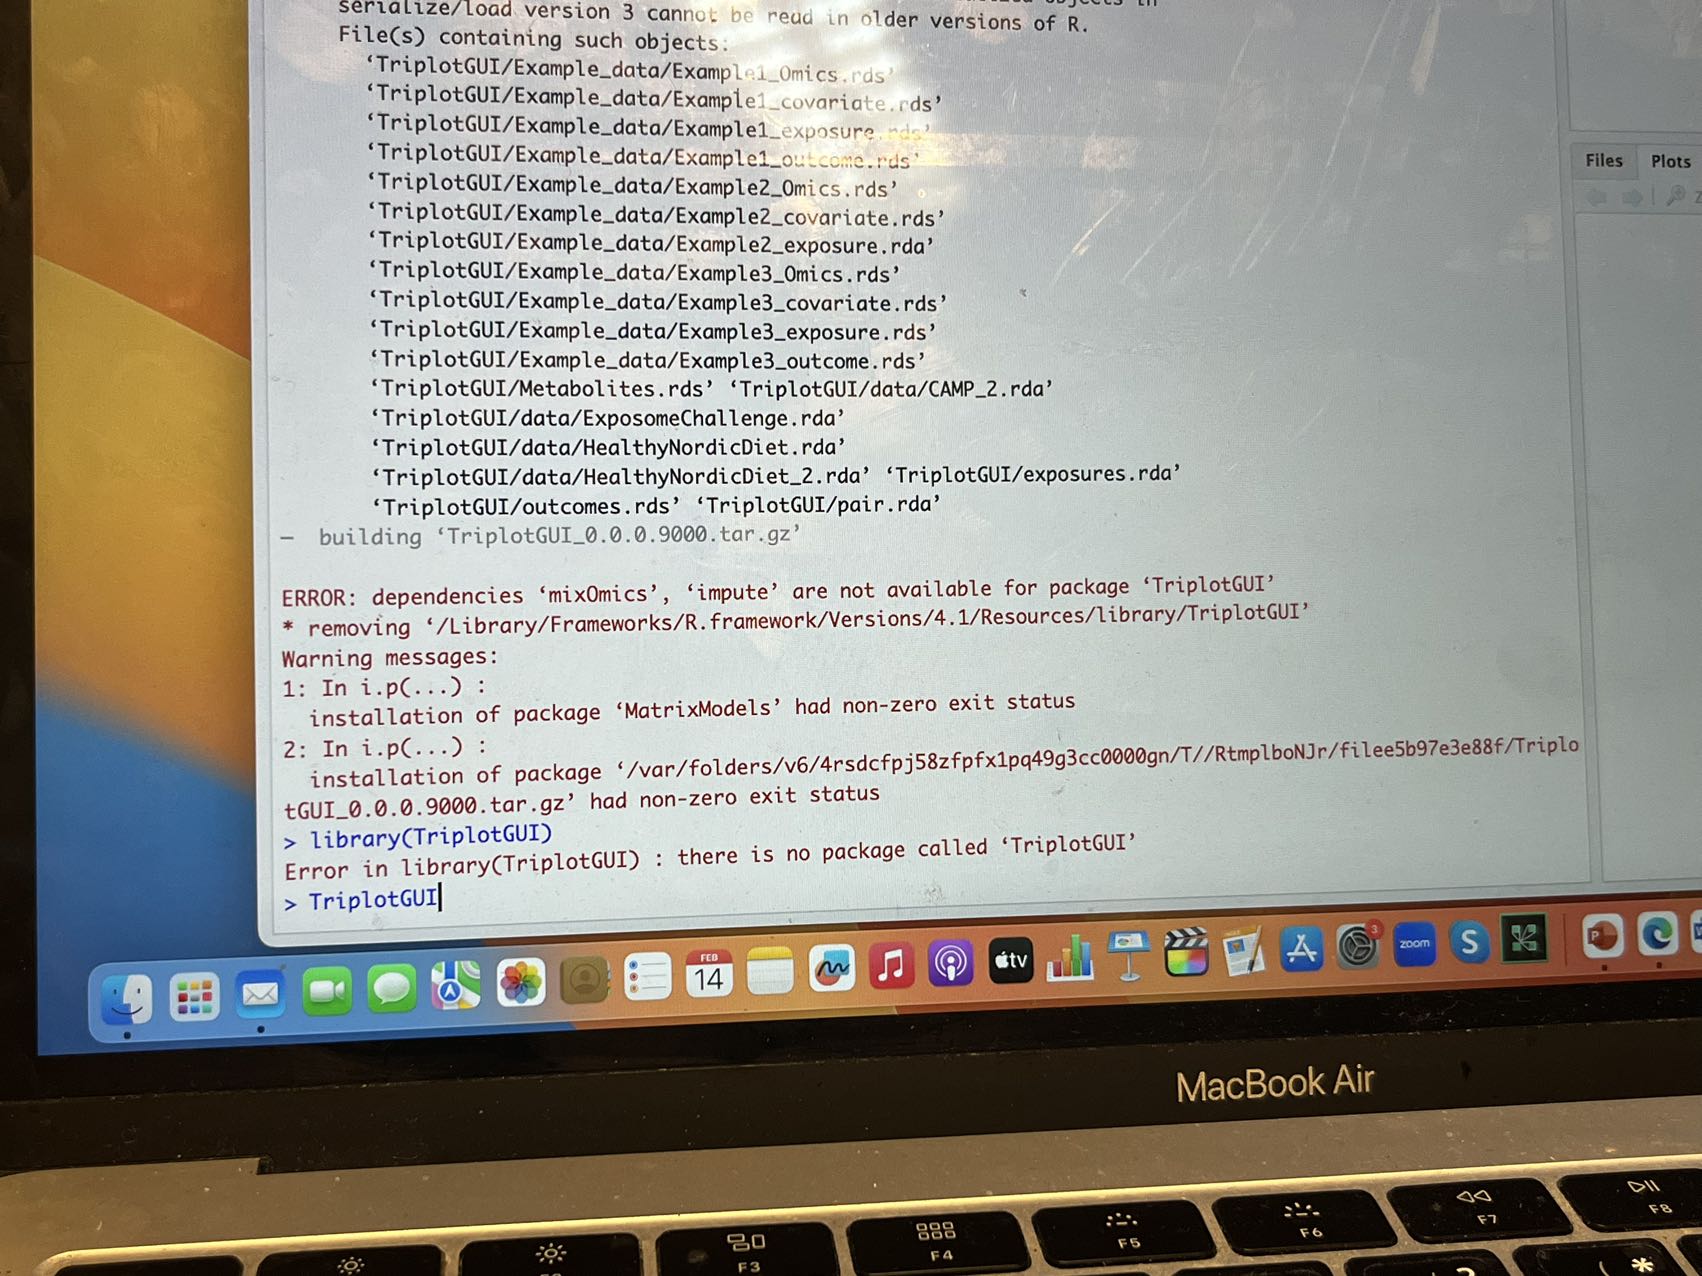 serialize/load version 3 cannot be read in older versions of R.
File(s) containing such objects:
‘TriplotGUI/Example_data/Example1_Omics.rds’
‘TriplotGUI/Example_data/Example1_covariate.rds’
‘TriplotGUI/Example_data/Example1_exposure.rds’
‘TriplotGUI/Example_data/Example1_outcome.rds’
‘TriplotGUI/Example_data/Example2_Omics.rds’
‘TriplotGUI/Example_data/Example2_covariate.rds’
‘TriplotGUI/Example_data/Example2_exposure.rda’
‘TriplotGUI/Example_data/Example3_Omics.rds’
‘TriplotGUI/Example_data/Example3_covariate.rds’
‘TriplotGUI/Example_data/Example3_exposure.rds’
‘TriplotGUI/Example_data/Example3_outcome.rds’
‘TriplotGUI/Metabolites.rds’ ‘TriplotGUI/data/CAMP_2.rda’
‘TriplotGUI/data/ExposomeChallenge.rda’
‘TriplotGUI/data/HealthyNordicDiet.rda’
‘TriplotGUI/data/HealthyNordicDiet_2.rda’ ‘TriplotGUI/exposures.rda’
‘TriplotGUI/outcomes.rds’ ‘TriplotGUI/pair.rda’
— building ‘TriplotGUI_0.0.0.9000.tar.gz’
ERROR: dependencies ‘mixOmics’, ‘impute’ are not available for package ‘TriplotGUI’
* removing ‘/Library/Frameworks/R.framework/Versions/4.1/Resources/library/TriplotGUI’
Warning messages:
1: In i.p(...) :
installation of package ‘MatrixModels’ had non-zero exit status
2: In i.p(...) :
installation of package ‘/var/folders/v6/4rsdcfpj58zfpfx1pq49g3cc0000gn/T//RtmplboNJr/filee5b97e3e88f/Triplo
tGUI_0.0.0.9000.tar.gz’ had non-zero exit status
> library(TriplotGUI)
Error in library(TriplotGUI) : there is no package called ‘TriplotGUI’
> TriplotGUI
Files Plots
FEB
14
tv
3
zoom
S
P
MacBook Air
F3
F4
F5
F6
F7
F8
*